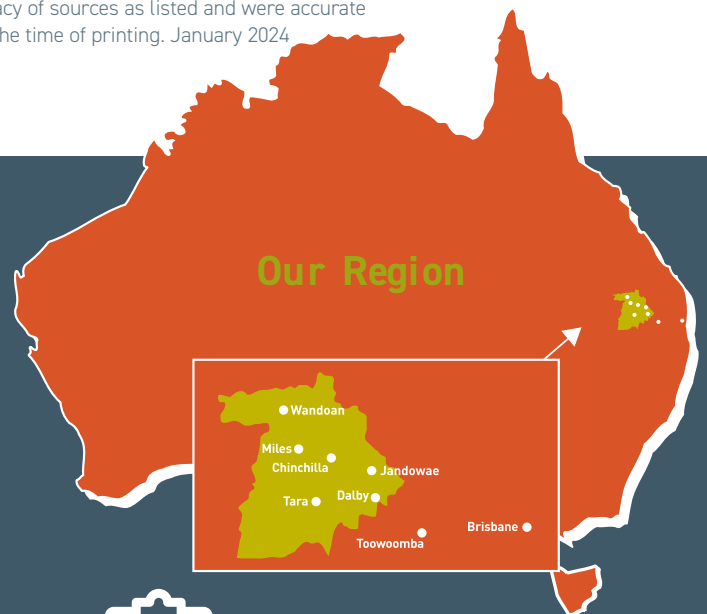 acy of sources as listed and were accurate
he time of printing. January 2024
Our Region
Wandoan
Miles
Chinchilla
Jandowae
Tara
Dalby
Brisbane
Toowoomba